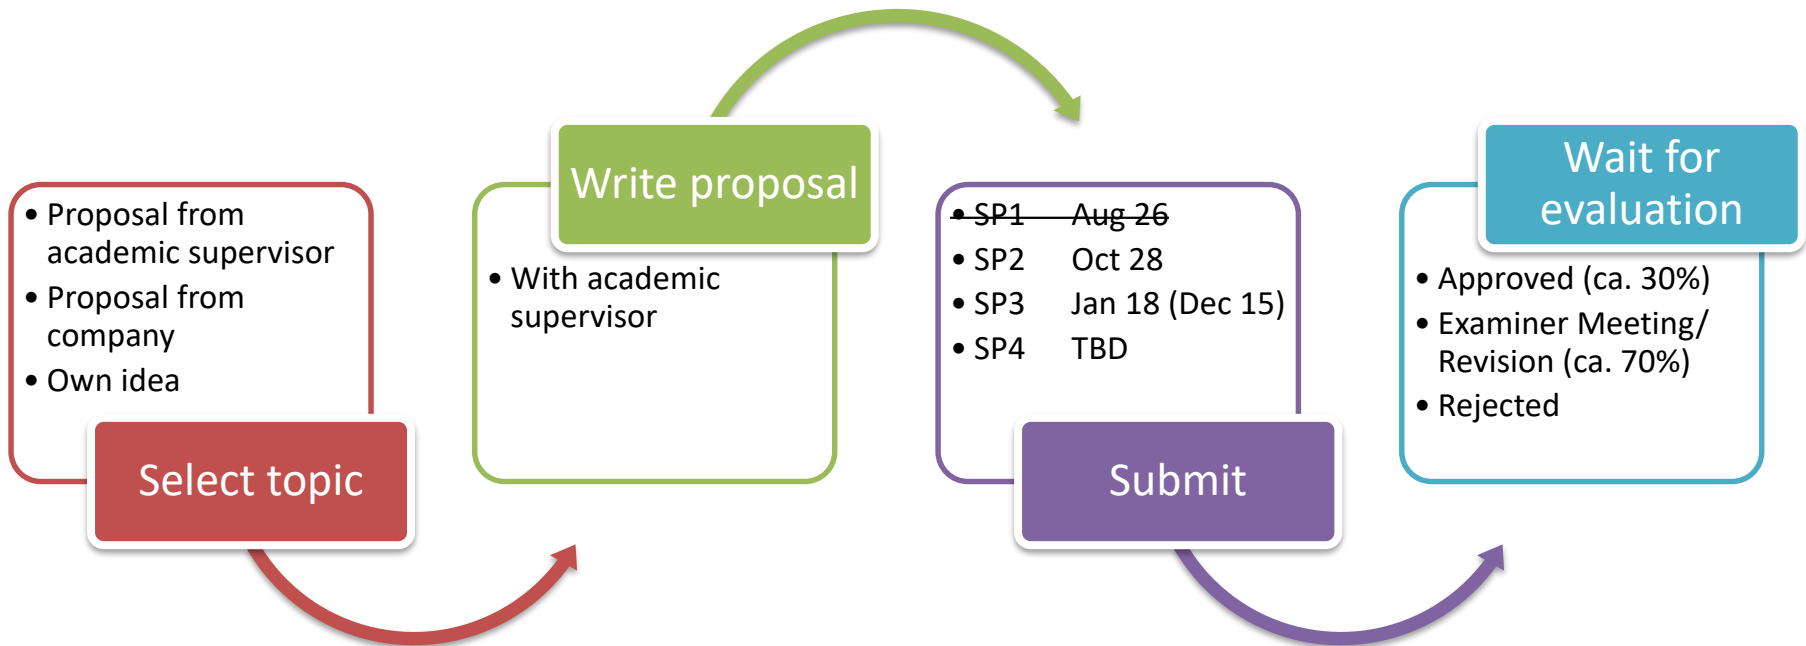 • Proposal from
academic supervisor
• Proposal from
company
• Own idea
Select topic
Write proposal
• With academic
supervisor
• SP1 Aug 26
• SP2 Oct 28
• SP3 Jan 18 (Dec 15)
• SP4 TBD
Submit
Wait for
evaluation
• Approved (ca. 30%)
• Examiner Meeting/
Revision (ca. 70%)
• Rejected